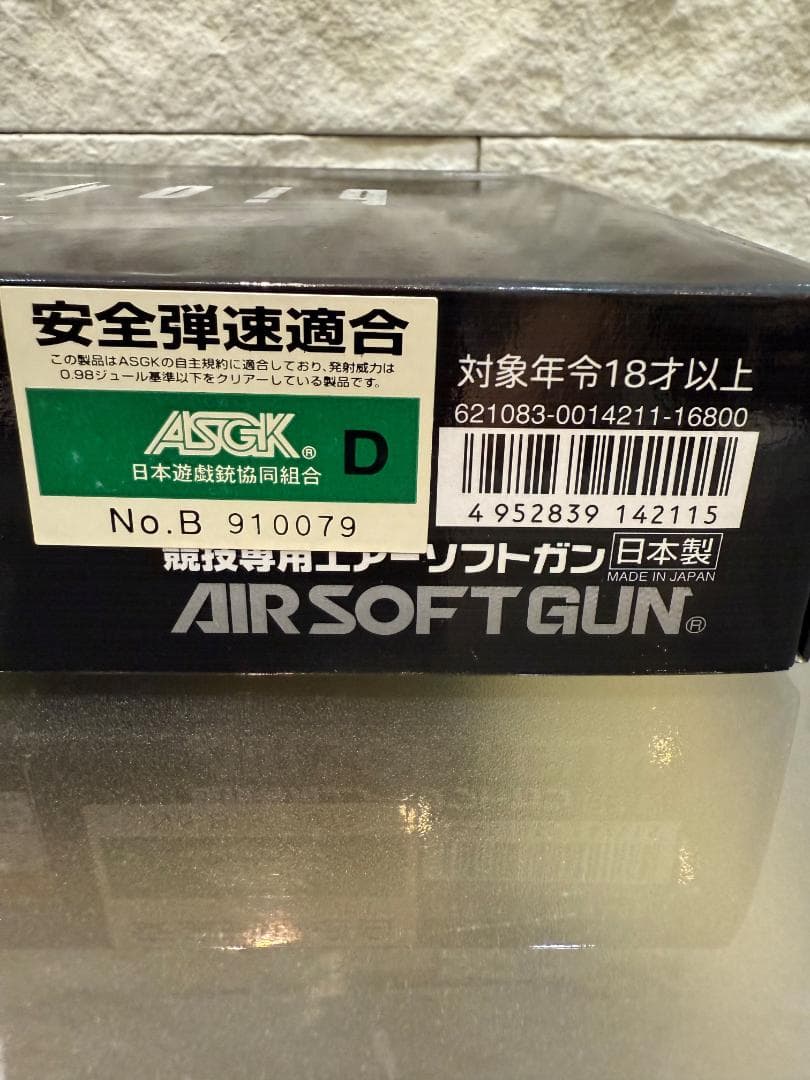 安全弾速適合
この製品はASGKの自主規約に適合しており、発射威力は
0.98ジュール基準以下をクリアーしている製品です。
ASGK® D
日本遊戯銃協同組合
No.B 910079
対象年令18才以上
621083-0014211-16800
4 952839 142115
競技専用エアーソフトガン 日本製
MADE IN JAPAN
AIRSOFT GUN®